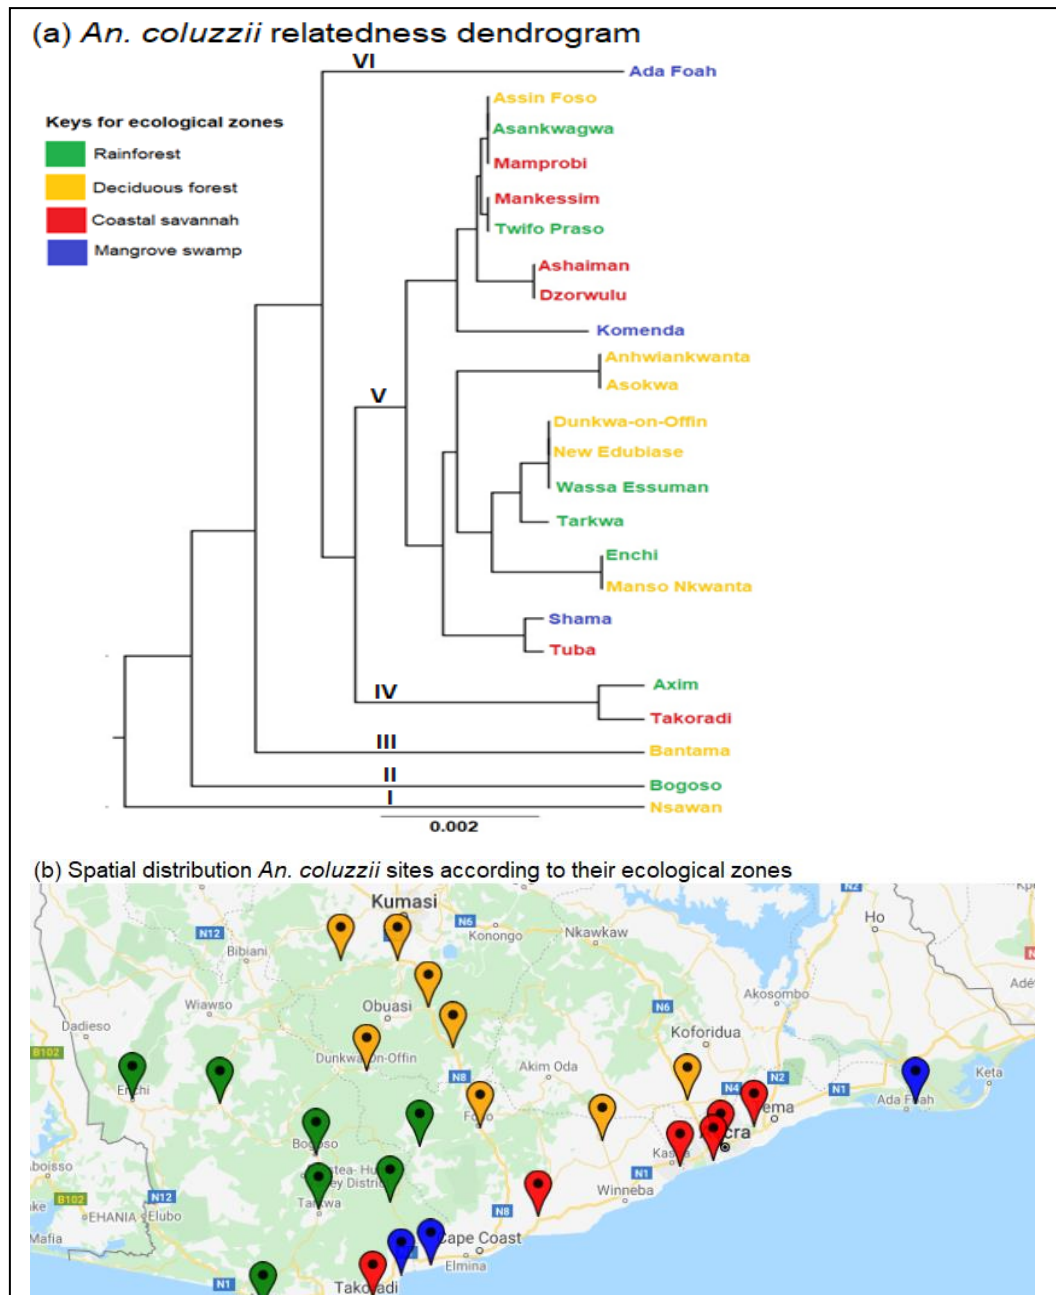 (a) An. coluzzii relatedness dendrogram
VI
Ada Foah
Keys for ecological zones
Rainforest
Deciduous forest
Coastal savannah
Mangrove swamp
Assin Foso
Asankwagwa
Mamprobi
Mankessim
Twifo Praso
Ashaiman
Dzorwulu
Komenda
Anhwiankwanta
Asokwa
V
Dunkwa-on-Offin
New Edubiase
Wassa Essuman
Tarkwa
Enchi
Manso Nkwanta
Shama
Tuba
IV
Axim
Takoradi
III
Bantama
II
Bogoso
I
Nsawan
0.002
(b) Spatial distribution An. coluzzii sites according to their ecological zones
N2
Kumasi
Ho
N12
N6
Konongo
Nkawkaw
Bibiani
Akosombo
Wiawso
Obuasi
N6
Dadieso
Koforidua
B102
Dunkwa-On-Offin
Akim Oda
N8
N4
N2
N1
Keta
Enchi
Ada Foah
Bogoso
N1
Winneba
B102
N12
Tarkwa
N8
EHANIA
Elubo
Mafia
Cape Coast
Elmina
N1
Takoradi